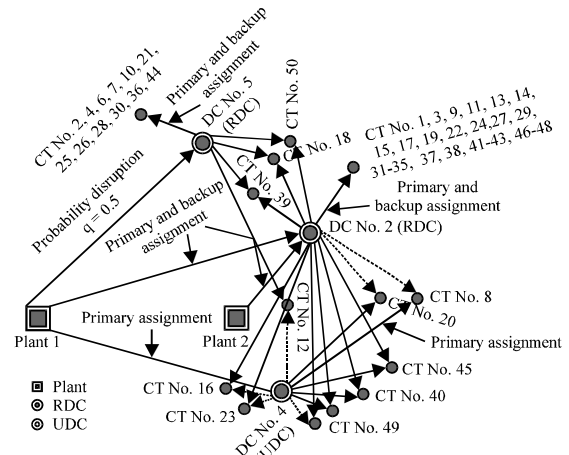 Primary and backup
assignment
CT No. 2, 4, 6, 7, 10, 21,
25, 26, 28, 30, 36, 44
DC No. 5
(RDC)
CT No. 50
CT No. 18
CT No. 39
CT No. 1, 3, 9, 11, 13, 14,
15, 17, 19, 22, 24,27, 29,
31-35, 37, 38, 41-43, 46-48
Primary and
backup assignment
DC No. 2 (RDC)
Probability disruption
q = 0.5
Primary and backup
assignment
Plant 1
Primary assignment
Plant 2
CT No. 12
CT No. 8
CT No. 20
Primary assignment
CT No. 45
CT No. 16
CT No. 40
CT No. 23
DC No. 4
(UDC)
CT No. 49
Plant
RDC
UDC